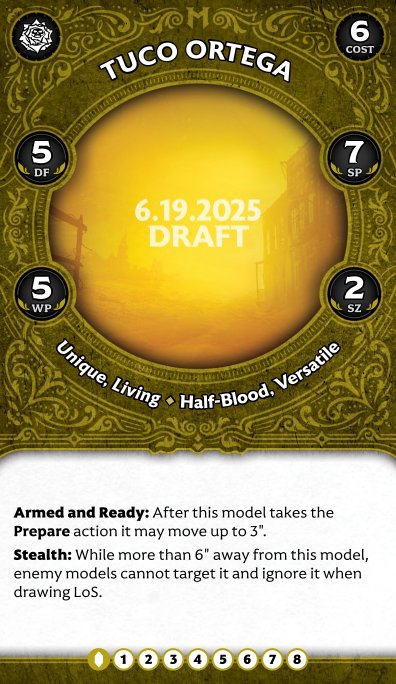 6
COST
TUCO ORTEGA
5
DF
7
SP
6.19.2025
DRAFT
5
WP
2
SZ
Unique, Living ⬥ Half-Blood, Versatile
Armed and Ready: After this model takes the
Prepare action it may move up to 3".
Stealth: While more than 6" away from this model,
enemy models cannot target it and ignore it when
drawing LoS.
1 2 3 4 5 6 7 8